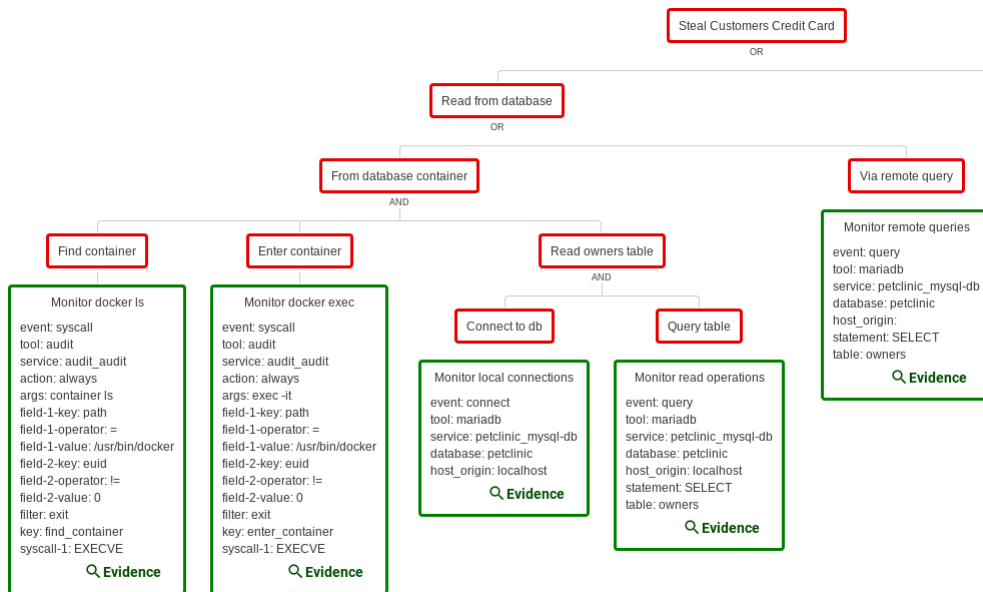 Steal Customers Credit Card
OR
Read from database
OR
From database container
Via remote query
AND
Find container
Enter container
Read owners table
AND
Connect to db
Query table
Monitor docker ls
event: syscall
tool: audit
service: audit_audit
action: always
args: container ls
field-1-key: path
field-1-operator: =
field-1-value: /usr/bin/docker
field-2-key: euid
field-2-operator: !=
field-2-value: 0
filter: exit
key: find_container
syscall-1: EXECVE
Evidence
Monitor docker exec
event: syscall
tool: audit
service: audit_audit
action: always
args: exec -it
field-1-key: path
field-1-operator: =
field-1-value: /usr/bin/docker
field-2-key: euid
field-2-operator: !=
field-2-value: 0
filter: exit
key: enter_container
syscall-1: EXECVE
Evidence
Monitor local connections
event: connect
tool: mariadb
service: petclinic_mysql-db
database: petclinic
host_origin: localhost
Evidence
Monitor read operations
event: query
tool: mariadb
service: petclinic_mysql-db
database: petclinic
host_origin: localhost
statement: SELECT
table: owners
Evidence
Monitor remote queries
event: query
tool: mariadb
service: petclinic_mysql-db
database: petclinic
host_origin:
statement: SELECT
table: owners
Evidence